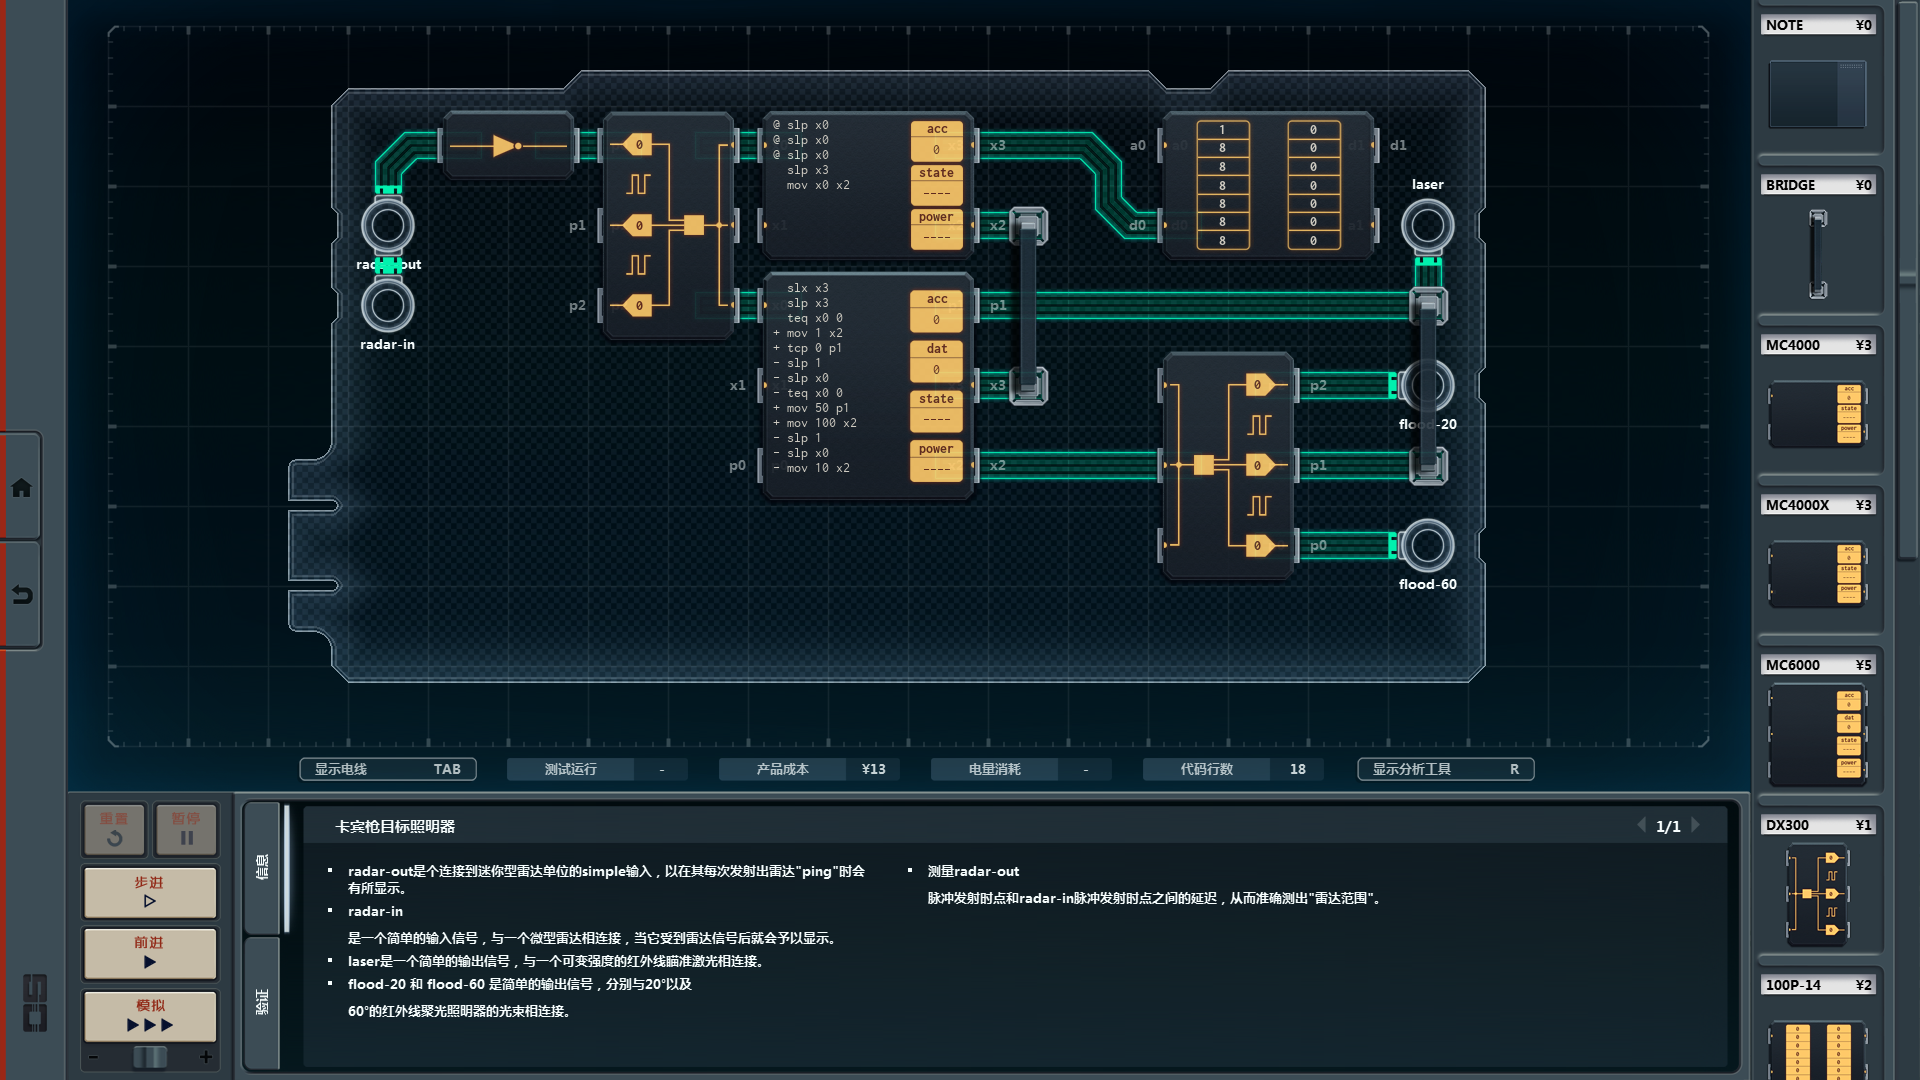 NOTE ¥0
BRIDGE ¥0
MC4000 ¥3
MC4000X ¥3
MC6000 ¥5
DX300 ¥1
100P-14 ¥2
radar-out
radar-in
p1
p2
@ slp x0
@ slp x0
@ slp x0
slp x3
mov x0 x2
acc
0
state
----
power
----
x1
x3
x2
slx x3
slp x3
teq x0 0
+ mov 1 x2
+ tcp 0 p1
- slp 1
- slp x0
- teq x0 0
+ mov 50 p1
+ mov 100 x2
- slp 1
- slp x0
- mov 10 x2
acc
0
dat
0
state
----
power
----
x1
p0
p1
x3
x2
a0
d0
d1
1 0
8 0
8 0
8 0
8 0
8 0
8 0
laser
p2
p1
p0
flood-20
flood-60
显示电线 TAB
测试运行 -
产品成本 ¥13
电量消耗 -
代码行数 18
显示分析工具 R
重置
暂停
步进
前进
模拟
- +
信息
验证
卡宾枪目标照明器
1/1
radar-out是个连接到迷你型雷达单位的simple输入，以在其每次发射出雷达"ping"时会
有所显示。
radar-in
是一个简单的输入信号，与一个微型雷达相连接，当它受到雷达信号后就会予以显示。
laser是一个简单的输出信号，与一个可变强度的红外线瞄准激光相连接。
flood-20 和 flood-60 是简单的输出信号，分别与20°以及
60°的红外线聚光照明器的光束相连接。
测量radar-out
脉冲发射时点和radar-in脉冲发射时点之间的延迟，从而准确测出"雷达范围"。